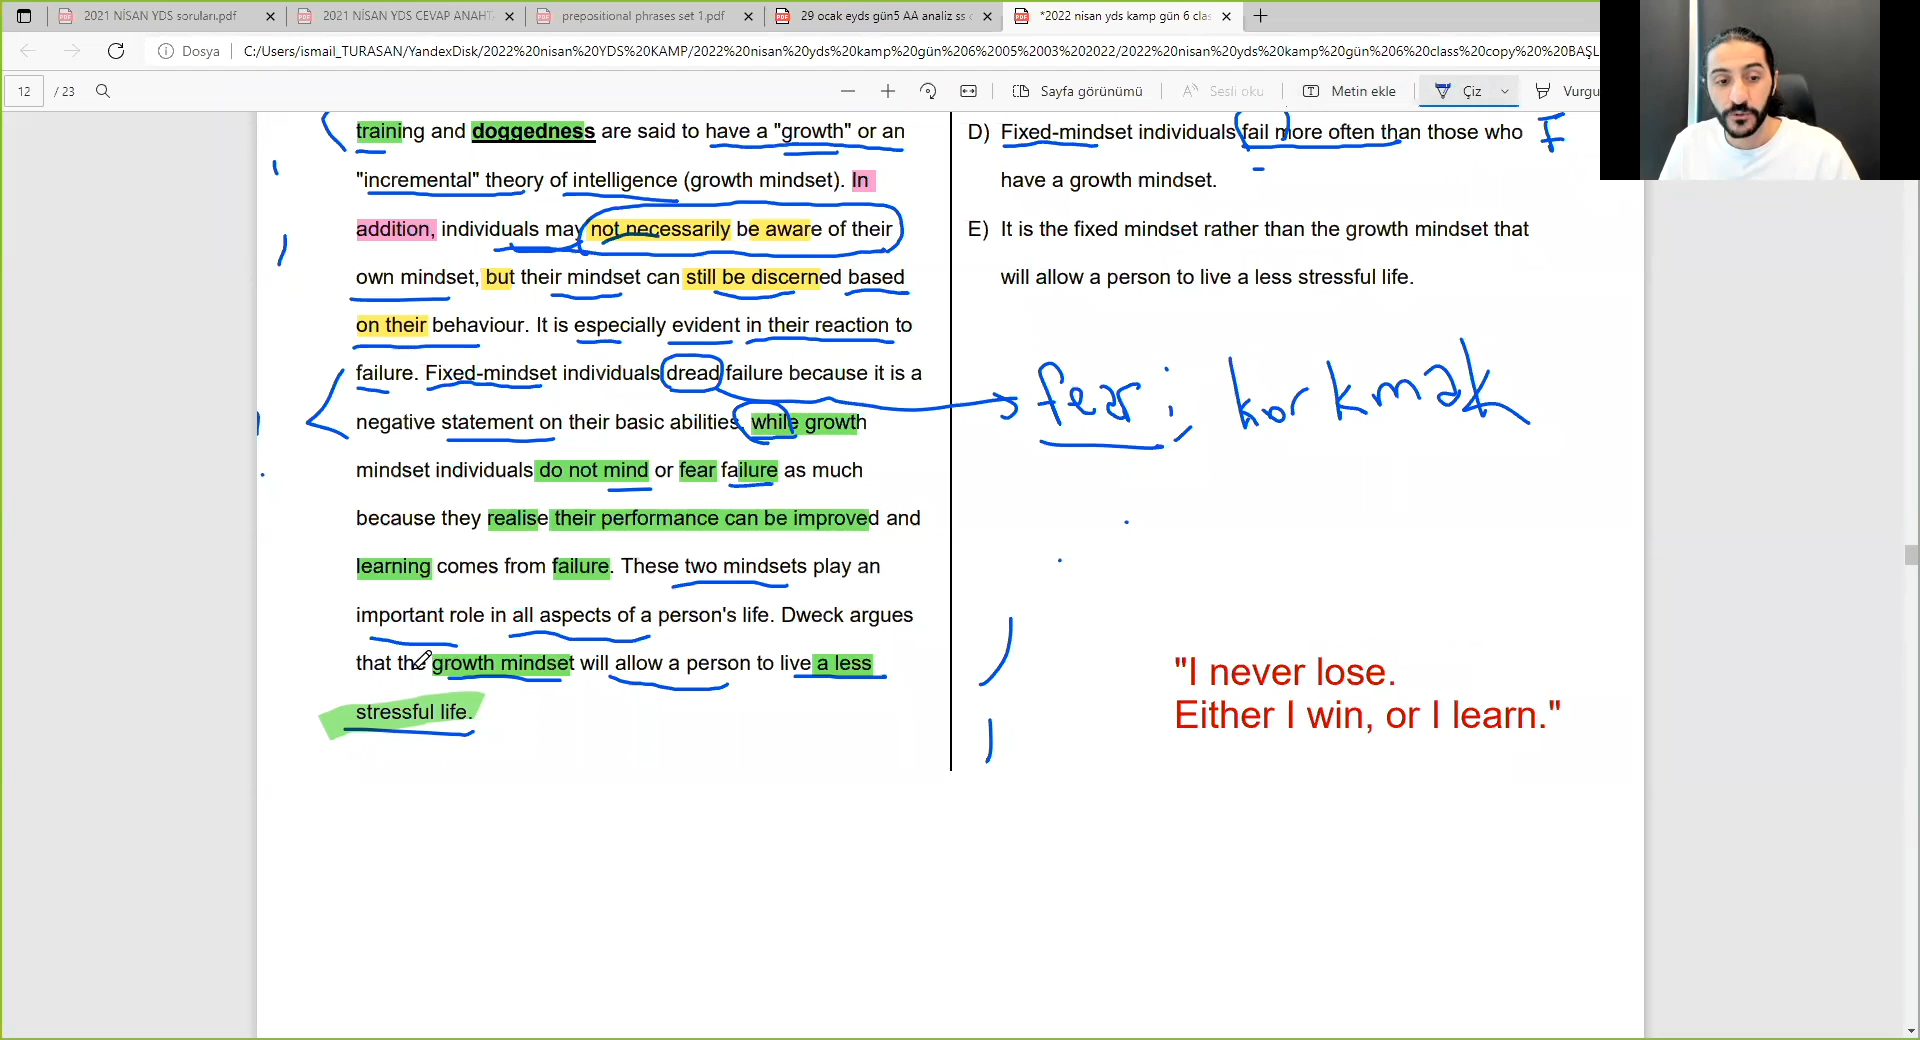 2021 NİSAN YDS soruları.pdf
2021 NİSAN YDS CEVAP ANAHT
prepositional phrases set 1.pdf
29 ocak eyds gün5 AA analiz ss c
*2022 nisan yds kamp gün 6 clas
Dosya
C:/Users/ismail_TURASAN/YandexDisk/2022%20nisan%20YDS%20KAMP/2022%20nisan%20yds%20kamp%20gün%206%2005%2003%202022/2022%20nisan%20yds%20kamp%20gün%206%20class%20copy%20%20BAŞL
12 / 23
Sayfa görünümü
Sesli oku
Metin ekle
Çiz
Vurgu
training and doggedness are said to have a "growth" or an
"incremental" theory of intelligence (growth mindset). In
addition, individuals may not necessarily be aware of their
own mindset, but their mindset can still be discerned based
on their behaviour. It is especially evident in their reaction to
failure. Fixed-mindset individuals dread failure because it is a
negative statement on their basic abilities, while growth
mindset individuals do not mind or fear failure as much
because they realise their performance can be improved and
learning comes from failure. These two mindsets play an
important role in all aspects of a person's life. Dweck argues
that the growth mindset will allow a person to live a less
stressful life.
D) Fixed-mindset individuals fail more often than those who F
have a growth mindset.
E) It is the fixed mindset rather than the growth mindset that
will allow a person to live a less stressful life.
fear; korkmak
"I never lose.
Either I win, or I learn."